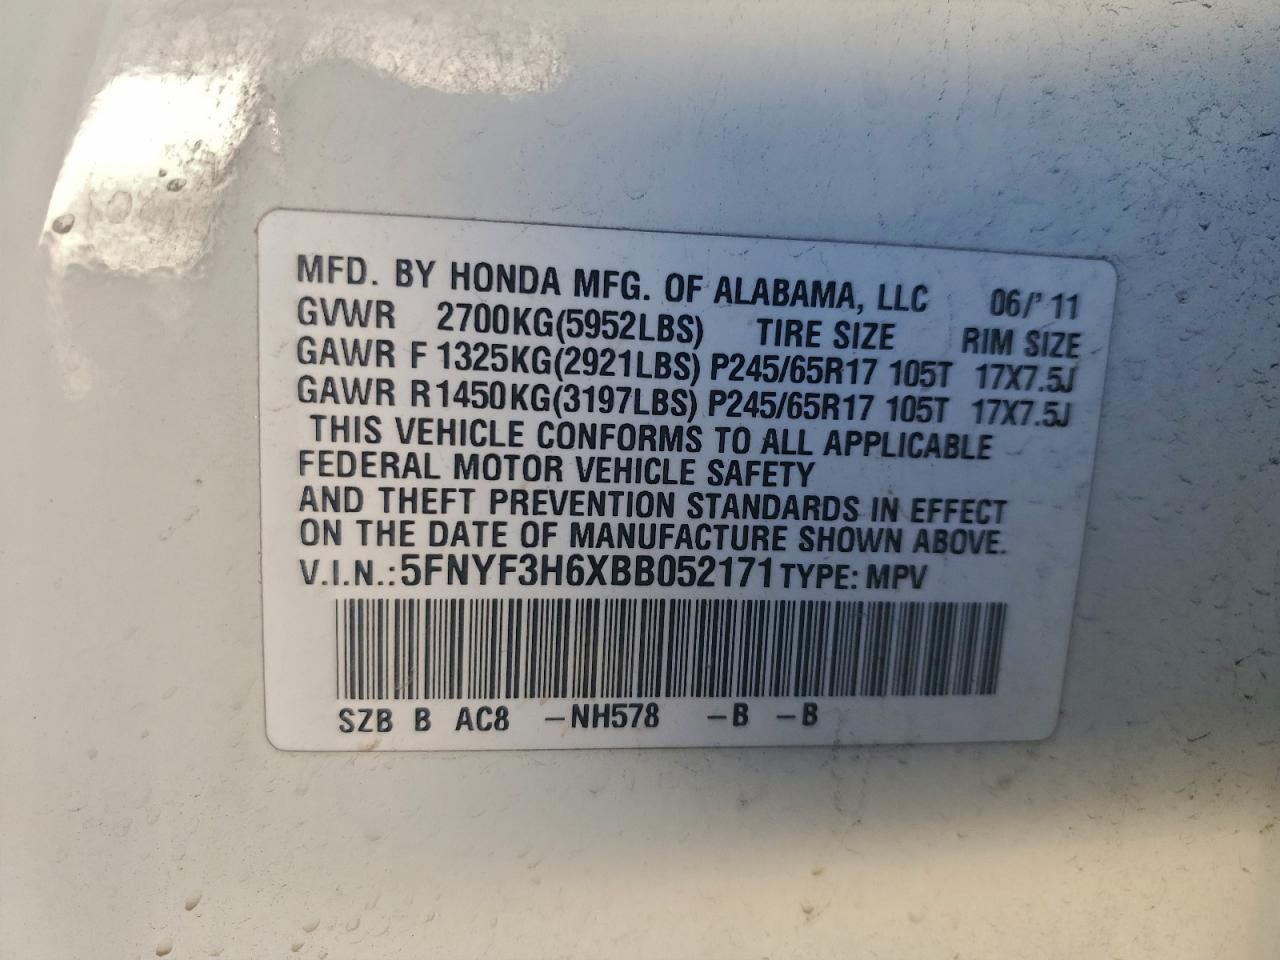 MFD. BY HONDA MFG. OF ALABAMA, LLC 06/'11
GVWR 2700KG(5952LBS) TIRE SIZE RIM SIZE
GAWR F 1325KG(2921LBS) P245/65R17 105T 17X7.5J
GAWR R1450KG(3197LBS) P245/65R17 105T 17X7.5J
THIS VEHICLE CONFORMS TO ALL APPLICABLE
FEDERAL MOTOR VEHICLE SAFETY
AND THEFT PREVENTION STANDARDS IN EFFECT
ON THE DATE OF MANUFACTURE SHOWN ABOVE.
V.I.N.:5FNYF3H6XBB052171 TYPE: MPV
SZB B AC8 -NH578 -B -B